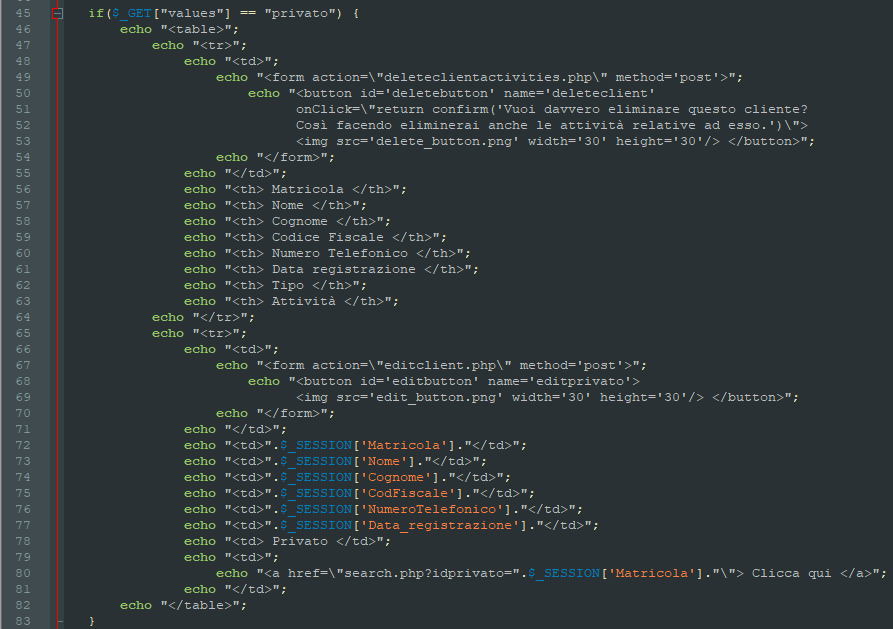 45 if($_GET["values"] == "privato") {
46 echo "<table>";
47 echo "<tr>";
48 echo "<td>";
49 echo "<form action=\"deleteclientactivities.php\" method='post'>";
50 echo "<button id='deletebutton' name='deleteclient'
51 onClick=\"return confirm('Vuoi davvero eliminare questo cliente?
52 Così facendo eliminerai anche le attività relative ad esso.')\">
53 <img src='delete_button.png' width='30' height='30'/> </button>";
54 echo "</form>";
55 echo "</td>";
56 echo "<th> Matricola </th>";
57 echo "<th> Nome </th>";
58 echo "<th> Cognome </th>";
59 echo "<th> Codice Fiscale </th>";
60 echo "<th> Numero Telefonico </th>";
61 echo "<th> Data registrazione </th>";
62 echo "<th> Tipo </th>";
63 echo "<th> Attività </th>";
64 echo "</tr>";
65 echo "<tr>";
66 echo "<td>";
67 echo "<form action=\"editclient.php\" method='post'>";
68 echo "<button id='editbutton' name='editprivato'>
69 <img src='edit_button.png' width='30' height='30'/> </button>";
70 echo "</form>";
71 echo "</td>";
72 echo "<td>".$_SESSION['Matricola']."</td>";
73 echo "<td>".$_SESSION['Nome']."</td>";
74 echo "<td>".$_SESSION['Cognome']."</td>";
75 echo "<td>".$_SESSION['CodFiscale']."</td>";
76 echo "<td>".$_SESSION['NumeroTelefonico']."</td>";
77 echo "<td>".$_SESSION['Data_registrazione']."</td>";
78 echo "<td> Privato </td>";
79 echo "<td>";
80 echo "<a href=\"search.php?idprivato=".$_SESSION['Matricola']."\"> Clicca qui </a>";
81 echo "</td>";
82 echo "</table>";
83 }